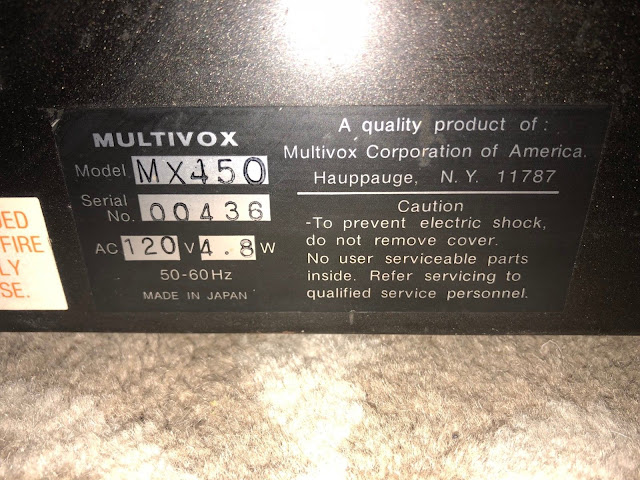 MULTIVOX
Model MX450
Serial No. 00436
AC 120 V 4.8 W
50-60Hz
MADE IN JAPAN
A quality product of :
Multivox Corporation of America.
Hauppauge, N. Y. 11787
Caution
-To prevent electric shock,
do not remove cover.
No user serviceable parts
inside. Refer servicing to
qualified service personnel.
FIRE